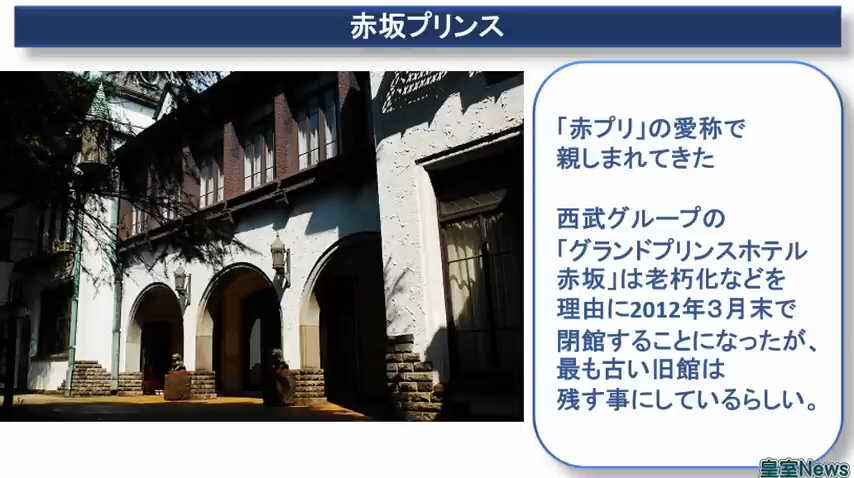 赤坂プリンス
「赤プリ」の愛称で
親しまれてきた
西武グループの
「グランドプリンスホテル
赤坂」は老朽化などを
理由に2012年３月末で
閉館することになったが、
最も古い旧館は
残す事にしているらしい。
皇室News